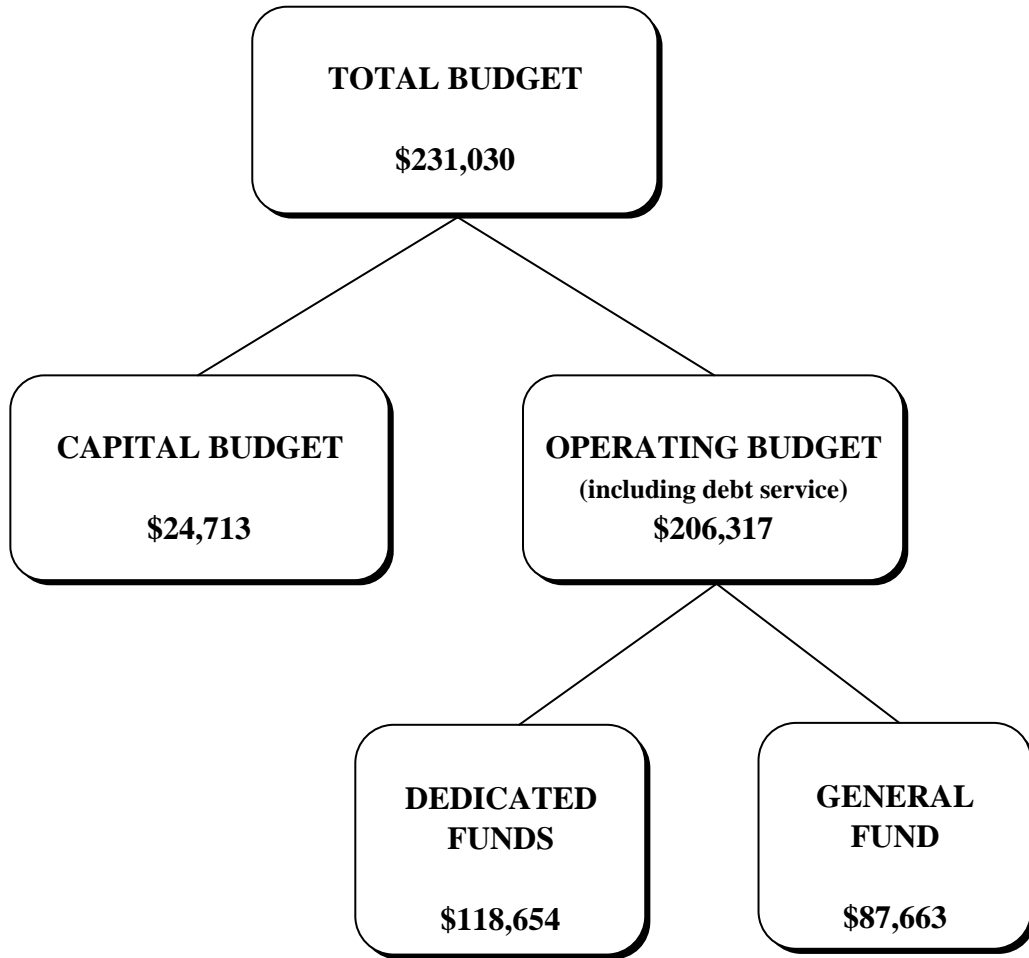 TOTAL BUDGET
$231,030
CAPITAL BUDGET
$24,713
OPERATING BUDGET
(including debt service)
$206,317
DEDICATED
FUNDS
$118,654
GENERAL
FUND
$87,663